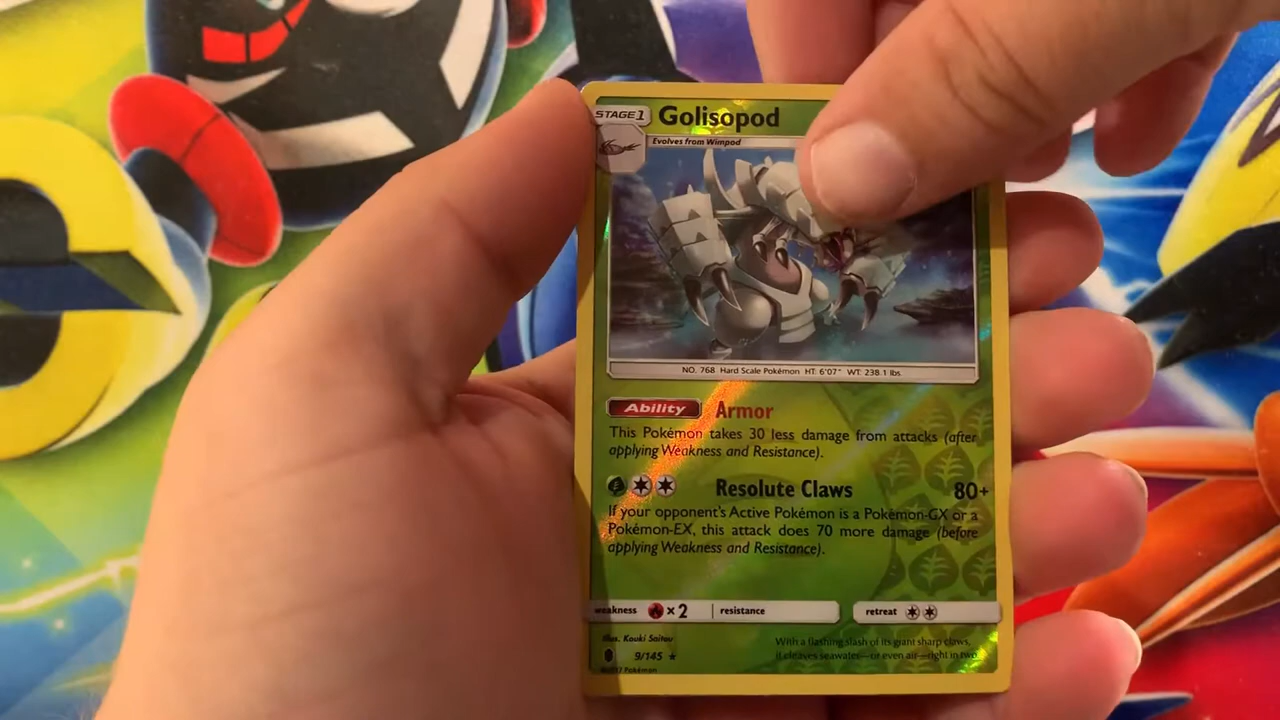 STAGE1 Golisopod
Evolves from Wimpod
NO. 768 Hard Scale Pokémon HT: 6'07" WT: 238.1 lbs
Ability Armor
This Pokémon takes 30 less damage from attacks (after
applying Weakness and Resistance).
Resolute Claws 80+
If your opponent's Active Pokémon is a Pokémon-GX or a
Pokémon-EX, this attack does 70 more damage (before
applying Weakness and Resistance).
weakness ×2 resistance retreat
Illus. Kouki Saitou
9/145
©2017 Pokémon
With a flashing slash of its giant sharp claws,
it cleaves seawater—or even air—right in two.